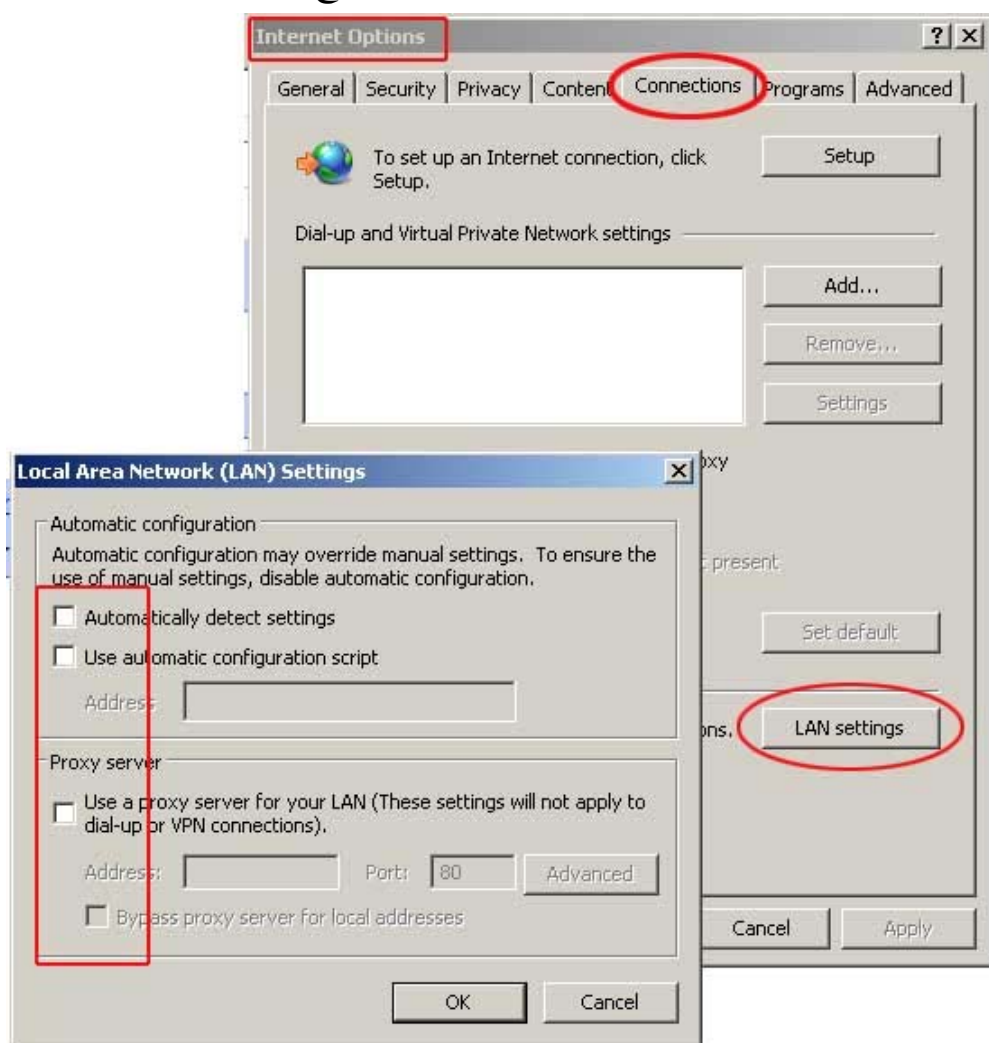 Internet Options
General Security Privacy Content Connections Programs Advanced
To set up an Internet connection, click
Setup.
Setup
Dial-up and Virtual Private Network settings
Add...
Remove...
Settings
Set default
LAN settings
Cancel Apply
Local Area Network (LAN) Settings
Automatic configuration
Automatic configuration may override manual settings. To ensure the
use of manual settings, disable automatic configuration.
Automatically detect settings
Use automatic configuration script
Address
Proxy server
Use a proxy server for your LAN (These settings will not apply to
dial-up or VPN connections).
Address: Port: 80 Advanced
Bypass proxy server for local addresses
OK Cancel